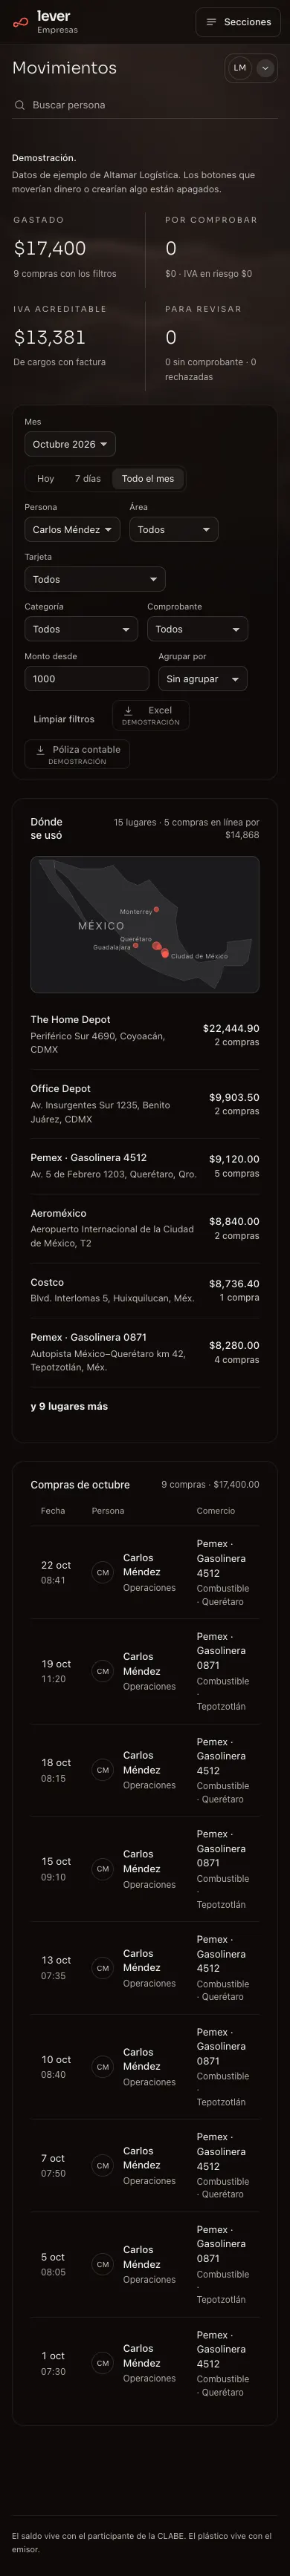 lever
Empresas
Secciones
Movimientos
LM
Buscar persona
Demostración.
Datos de ejemplo de Altamar Logística. Los botones que
moverían dinero o crearían algo están apagados.
GASTADO
$17,400
9 compras con los filtros
POR COMPROBAR
0
$0 · IVA en riesgo $0
IVA ACREDITABLE
$13,381
De cargos con factura
PARA REVISAR
0
0 sin comprobante · 0
rechazadas
Mes
Octubre 2026
Hoy
7 días
Todo el mes
Persona
Carlos Méndez
Área
Todos
Tarjeta
Todos
Categoría
Todos
Comprobante
Todos
Monto desde
1000
Agrupar por
Sin agrupar
Limpiar filtros
Excel
DEMOSTRACIÓN
Póliza contable
DEMOSTRACIÓN
Dónde
se usó
15 lugares · 5 compras en línea por
$14,868
Monterrey
MÉXICO
Querétaro
Guadalajara
Ciudad de México
The Home Depot
Periférico Sur 4690, Coyoacán,
CDMX
$22,444.90
2 compras
Office Depot
Av. Insurgentes Sur 1235, Benito
Juárez, CDMX
$9,903.50
2 compras
Pemex · Gasolinera 4512
Av. 5 de Febrero 1203, Querétaro, Qro.
$9,120.00
5 compras
Aeroméxico
Aeropuerto Internacional de la Ciudad
de México, T2
$8,840.00
2 compras
Costco
Blvd. Interlomas 5, Huixquilucan, Méx.
$8,736.40
1 compra
Pemex · Gasolinera 0871
Autopista México–Querétaro km 42,
Tepotzotlán, Méx.
$8,280.00
4 compras
y 9 lugares más
Compras de octubre
9 compras · $17,400.00
Fecha
Persona
Comercio
22 oct
08:41
CM
Carlos
Méndez
Operaciones
Pemex ·
Gasolinera
4512
Combustible
· Querétaro
19 oct
11:20
CM
Carlos
Méndez
Operaciones
Pemex ·
Gasolinera
0871
Combustible
·
Tepotzotlán
18 oct
08:15
CM
Carlos
Méndez
Operaciones
Pemex ·
Gasolinera
4512
Combustible
· Querétaro
15 oct
09:10
CM
Carlos
Méndez
Operaciones
Pemex ·
Gasolinera
0871
Combustible
·
Tepotzotlán
13 oct
07:35
CM
Carlos
Méndez
Operaciones
Pemex ·
Gasolinera
4512
Combustible
· Querétaro
10 oct
08:40
CM
Carlos
Méndez
Operaciones
Pemex ·
Gasolinera
0871
Combustible
·
Tepotzotlán
7 oct
07:50
CM
Carlos
Méndez
Operaciones
Pemex ·
Gasolinera
4512
Combustible
· Querétaro
5 oct
08:05
CM
Carlos
Méndez
Operaciones
Pemex ·
Gasolinera
0871
Combustible
·
Tepotzotlán
1 oct
07:30
CM
Carlos
Méndez
Operaciones
Pemex ·
Gasolinera
4512
Combustible
· Querétaro
El saldo vive con el participante de la CLABE. El plástico vive con el
emisor.